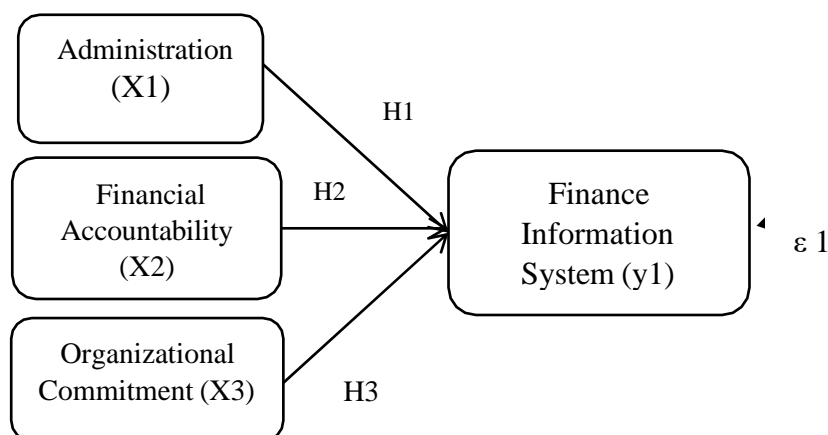 Administration
(X1)
H1
Financial
Accountability
(X2)
H2
Organizational
Commitment (X3)
H3
Finance
Information
System (y1)
ε 1